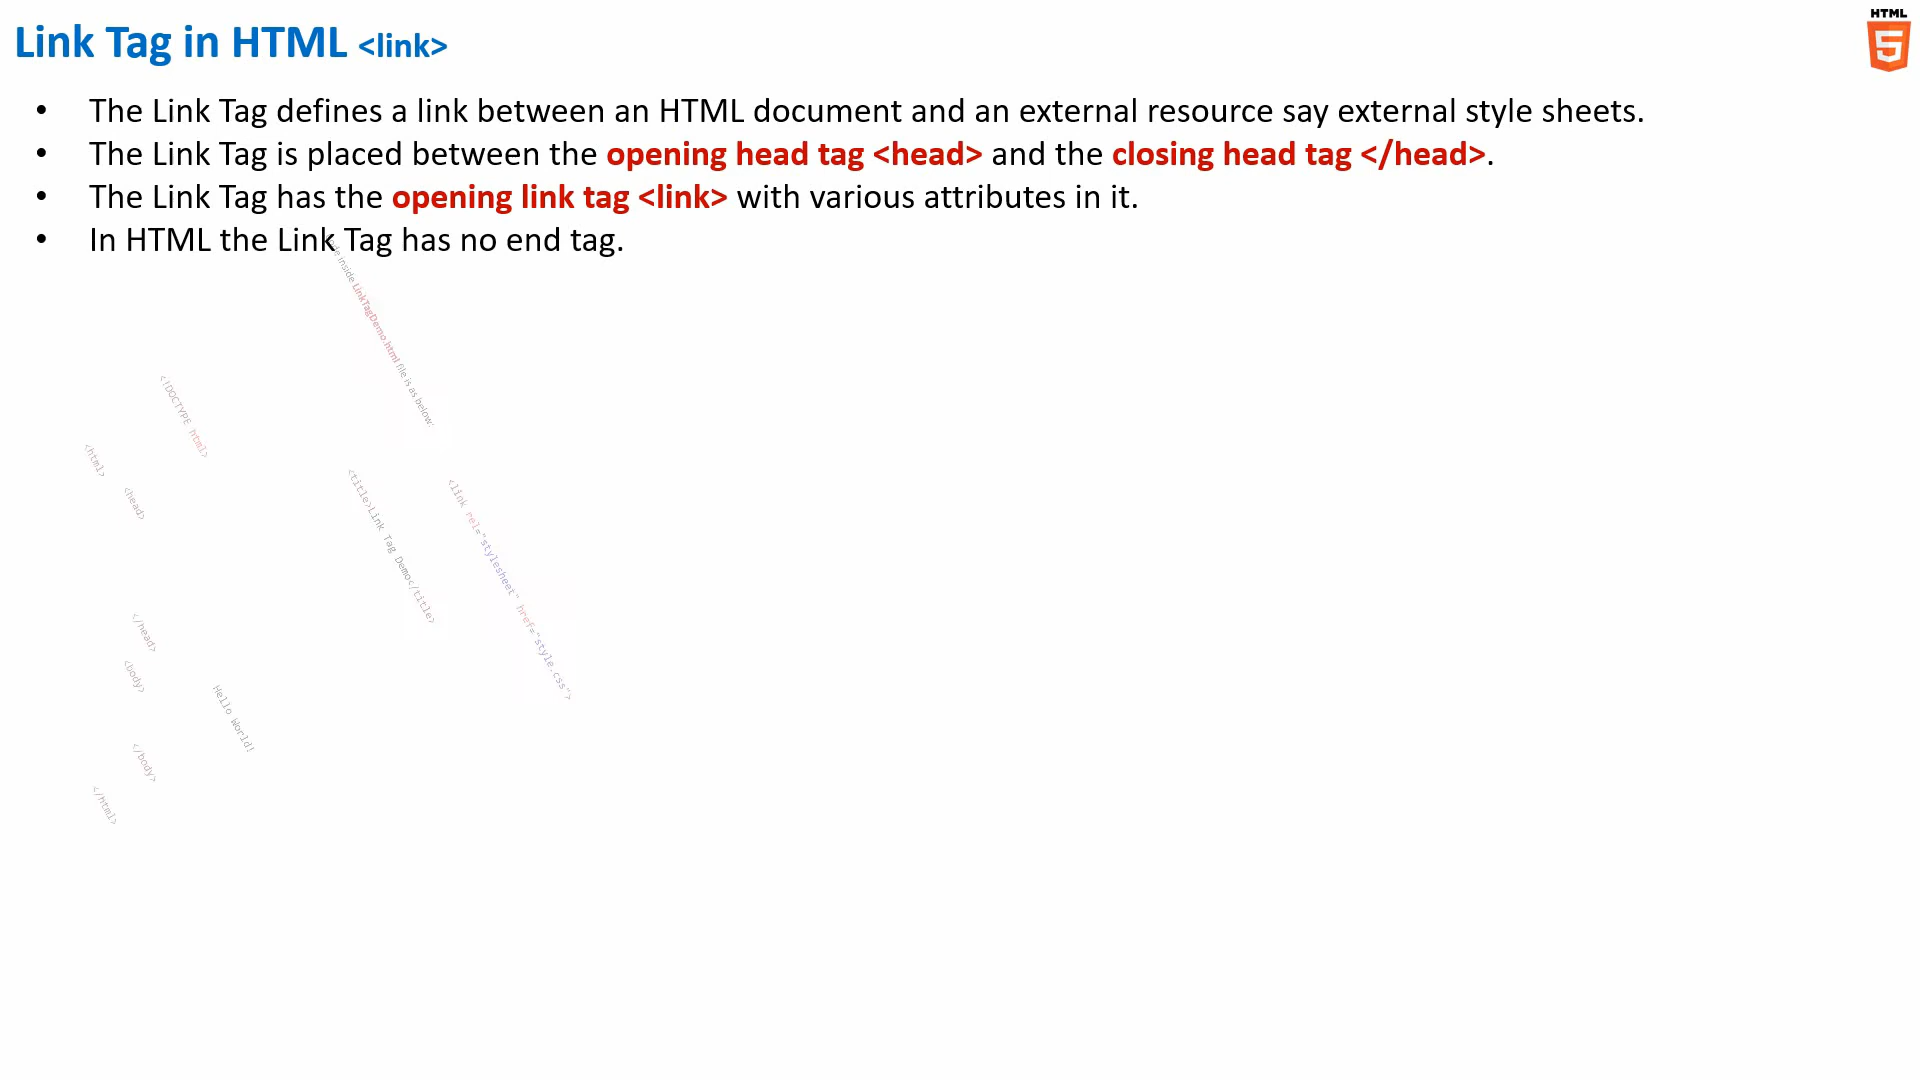 Link Tag in HTML <link>
HTML
5
• The Link Tag defines a link between an HTML document and an external resource say external style sheets.
• The Link Tag is placed between the opening head tag <head> and the closing head tag </head>.
• The Link Tag has the opening link tag <link> with various attributes in it.
• In HTML the Link Tag has no end tag.
inside LinkTagDemo.html file is as below:
<!DOCTYPE html>
<html>
<head>
<title>Link Tag Demo</title>
<link rel="stylesheet" href="style.css">
</head>
<body>
Hello World!
</body>
</html>